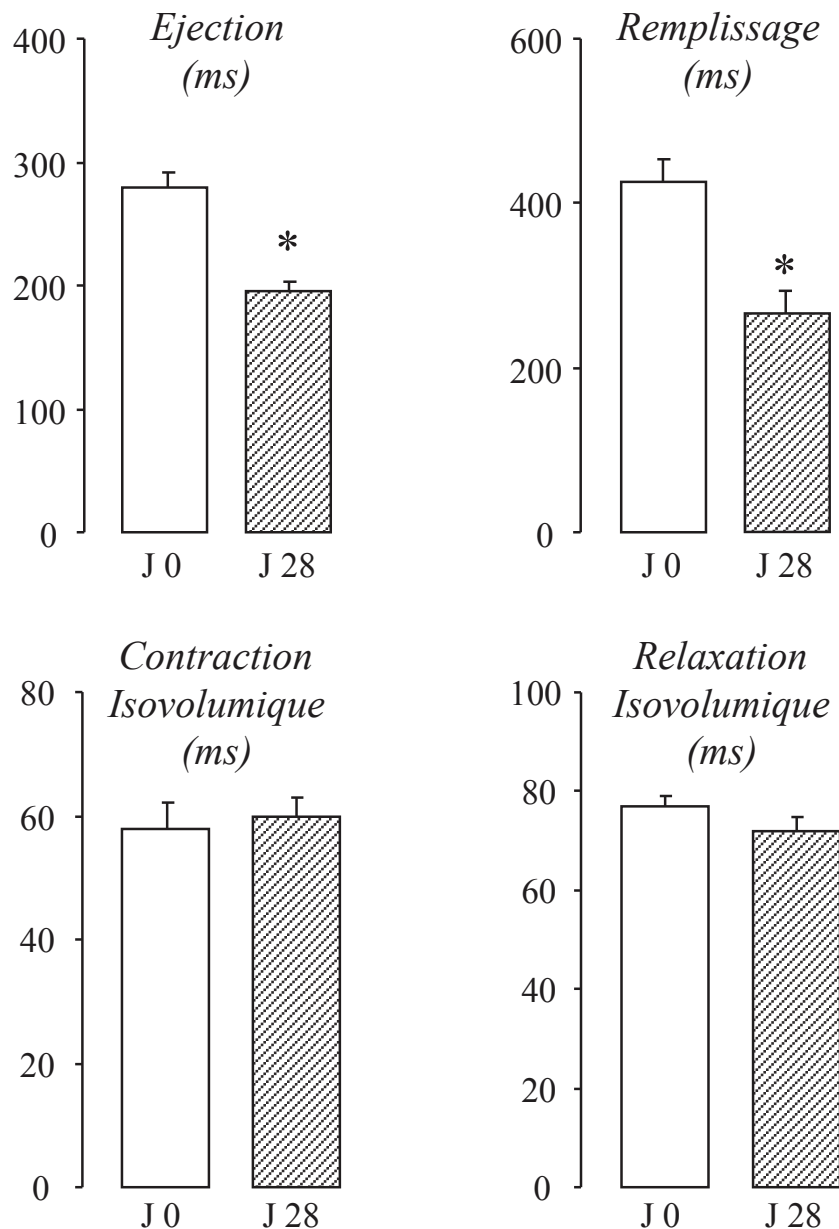 Ejection
(ms)
400
300
200
100
0
*
J 0
J 28
Remplissage
(ms)
600
400
200
0
*
J 0
J 28
Contraction
Isovolumique
(ms)
80
60
40
20
0
J 0
J 28
Relaxation
Isovolumique
(ms)
100
80
60
40
20
0
J 0
J 28